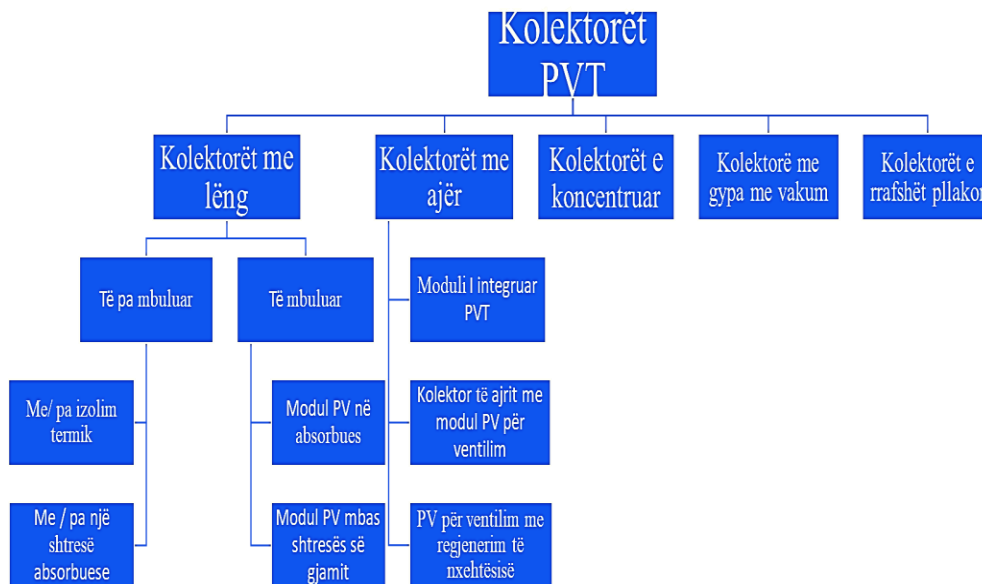 Kolektorët
PVT
Kolektorët me
lëng
Kolektorët me
ajër
Kolektorët e
koncentruar
Kolektorë me
gypa me vakum
Kolektorët e
rrafshët pllakor
Të pa mbuluar
Të mbuluar
Moduli I integruar
PVT
Me/ pa izolim
termik
Modul PV në
absorbues
Kolektor të ajrit me
modul PV për
ventilim
Me / pa një
shtresë
absorbuese
Modul PV mbas
shtresës së
gjamit
PV për ventilim me
regjenerim të
nxehtësisë